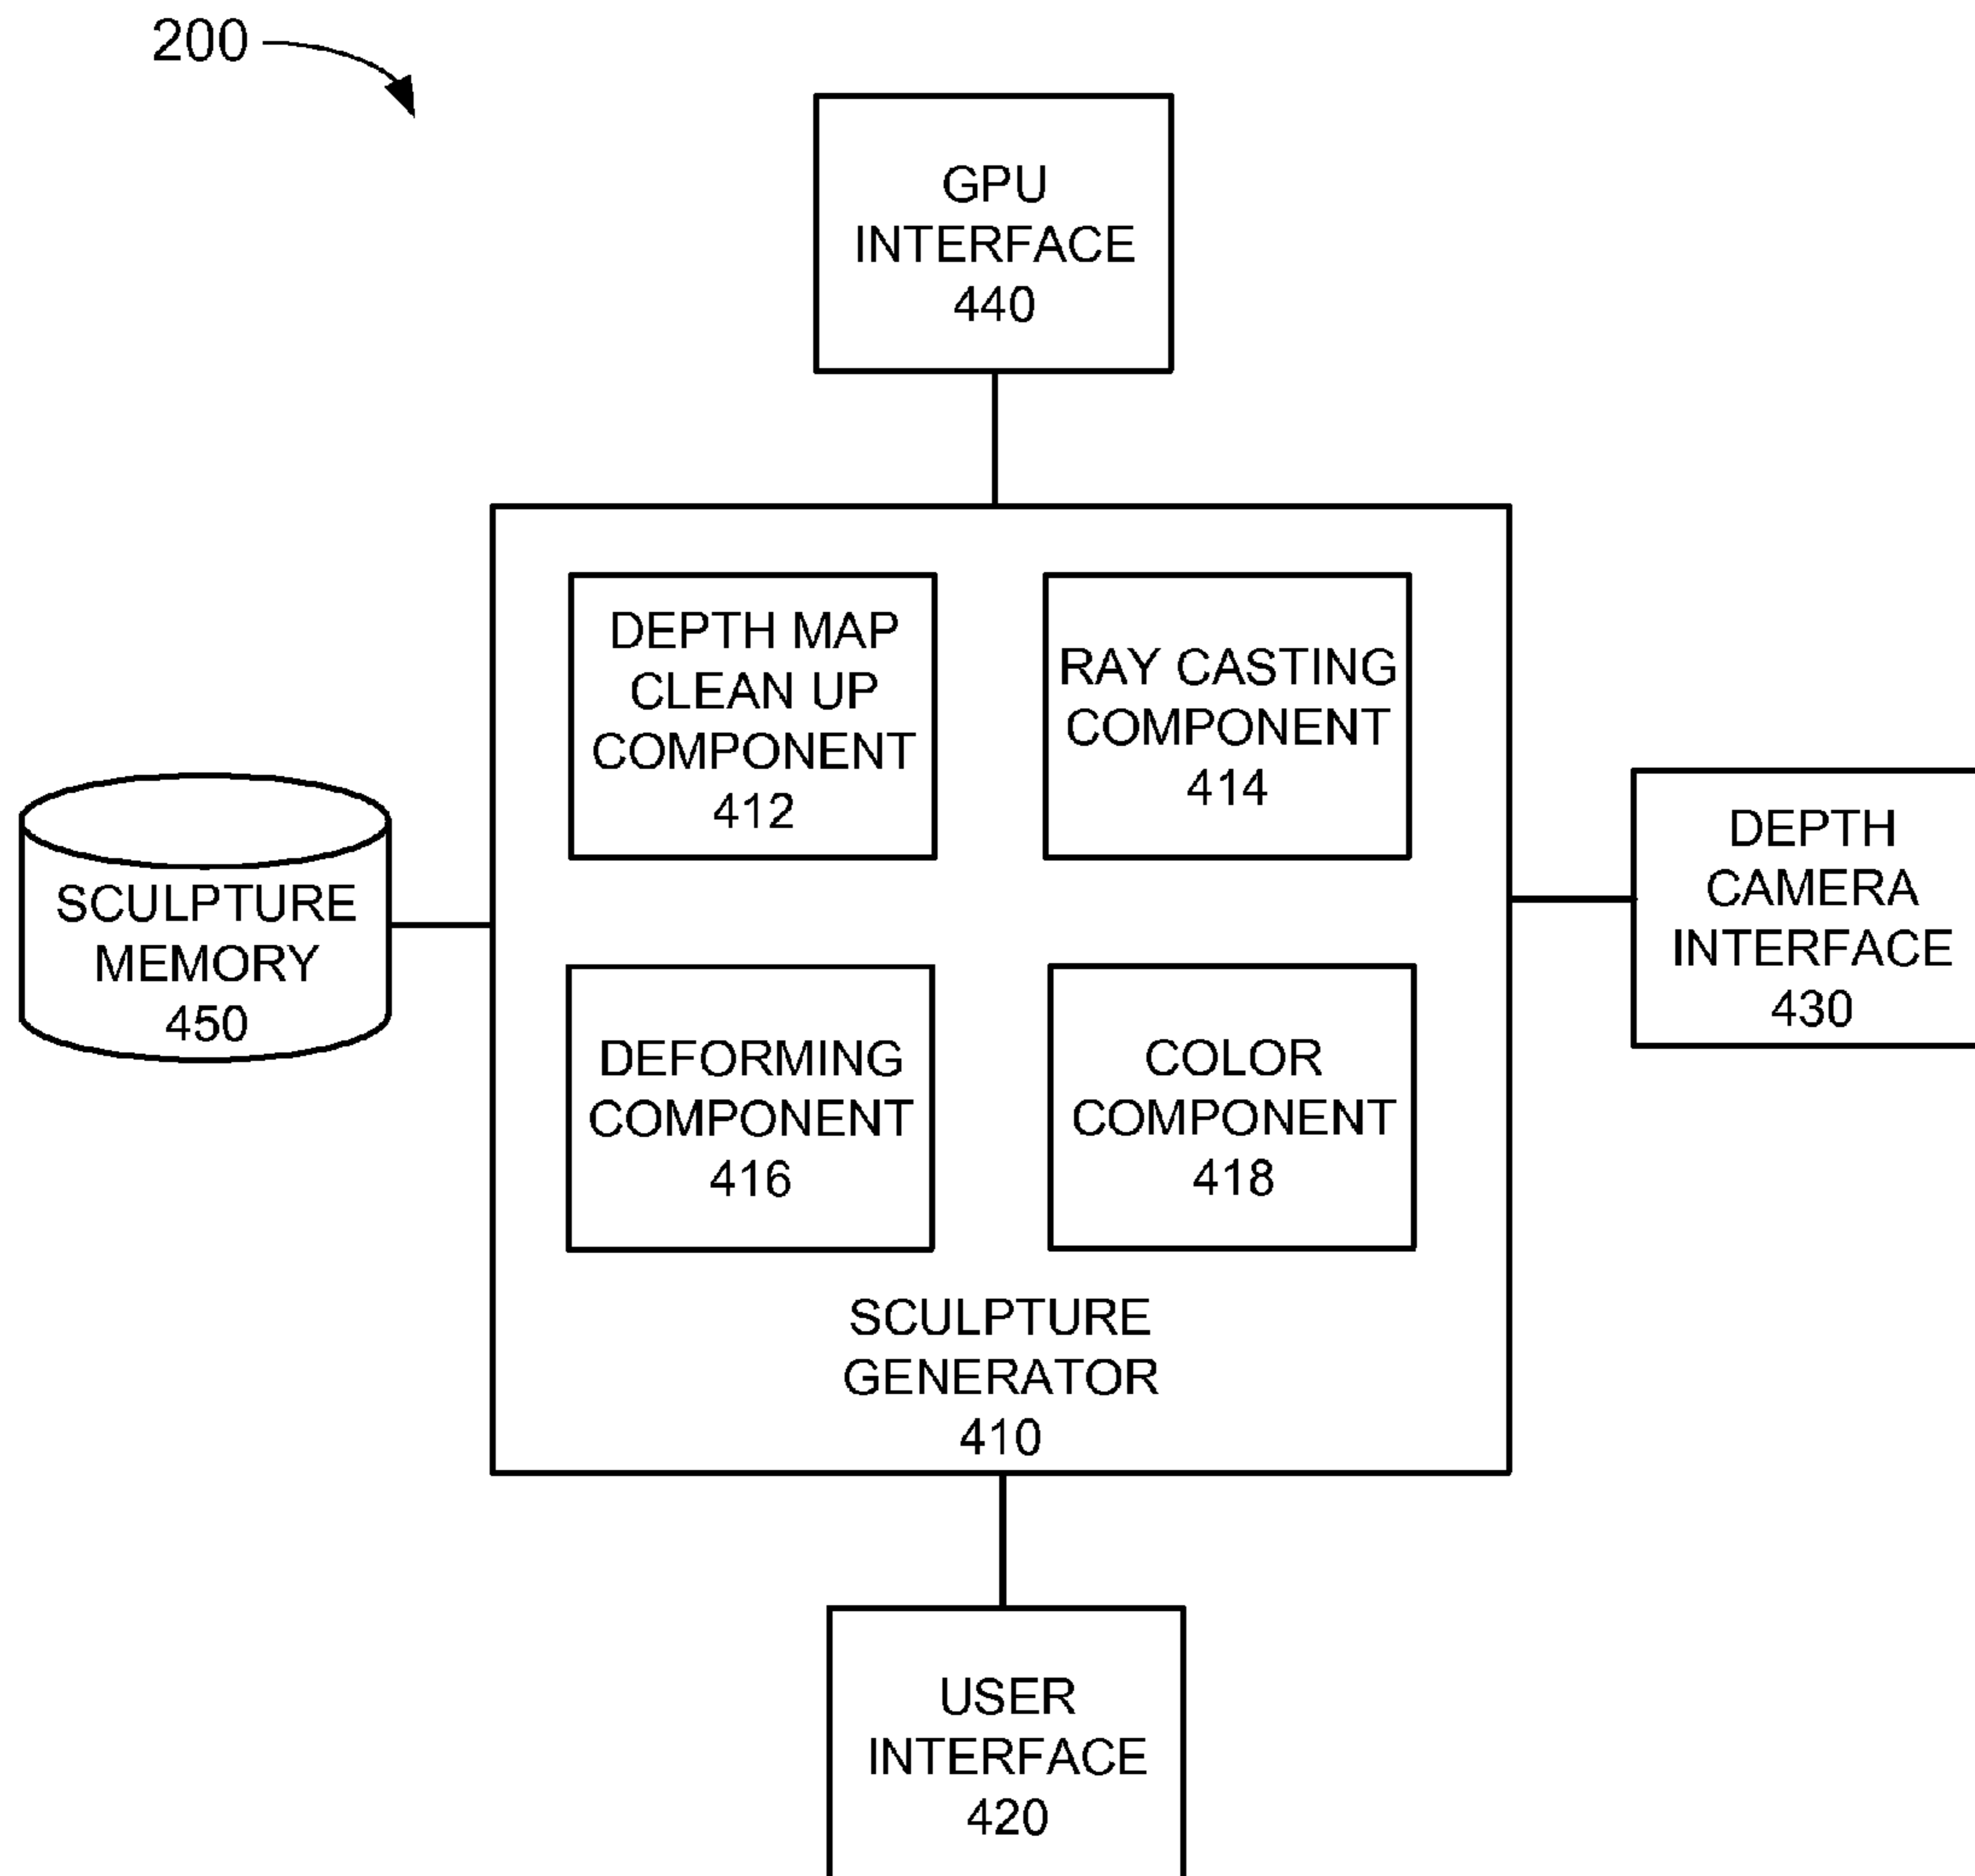 200
GPU
INTERFACE
440
DEPTH MAP
CLEAN UP
COMPONENT
412
RAY CASTING
COMPONENT
414
SCULPTURE
MEMORY
450
DEPTH
CAMERA
INTERFACE
430
DEFORMING
COMPONENT
416
COLOR
COMPONENT
418
SCULPTURE
GENERATOR
410
USER
INTERFACE
420